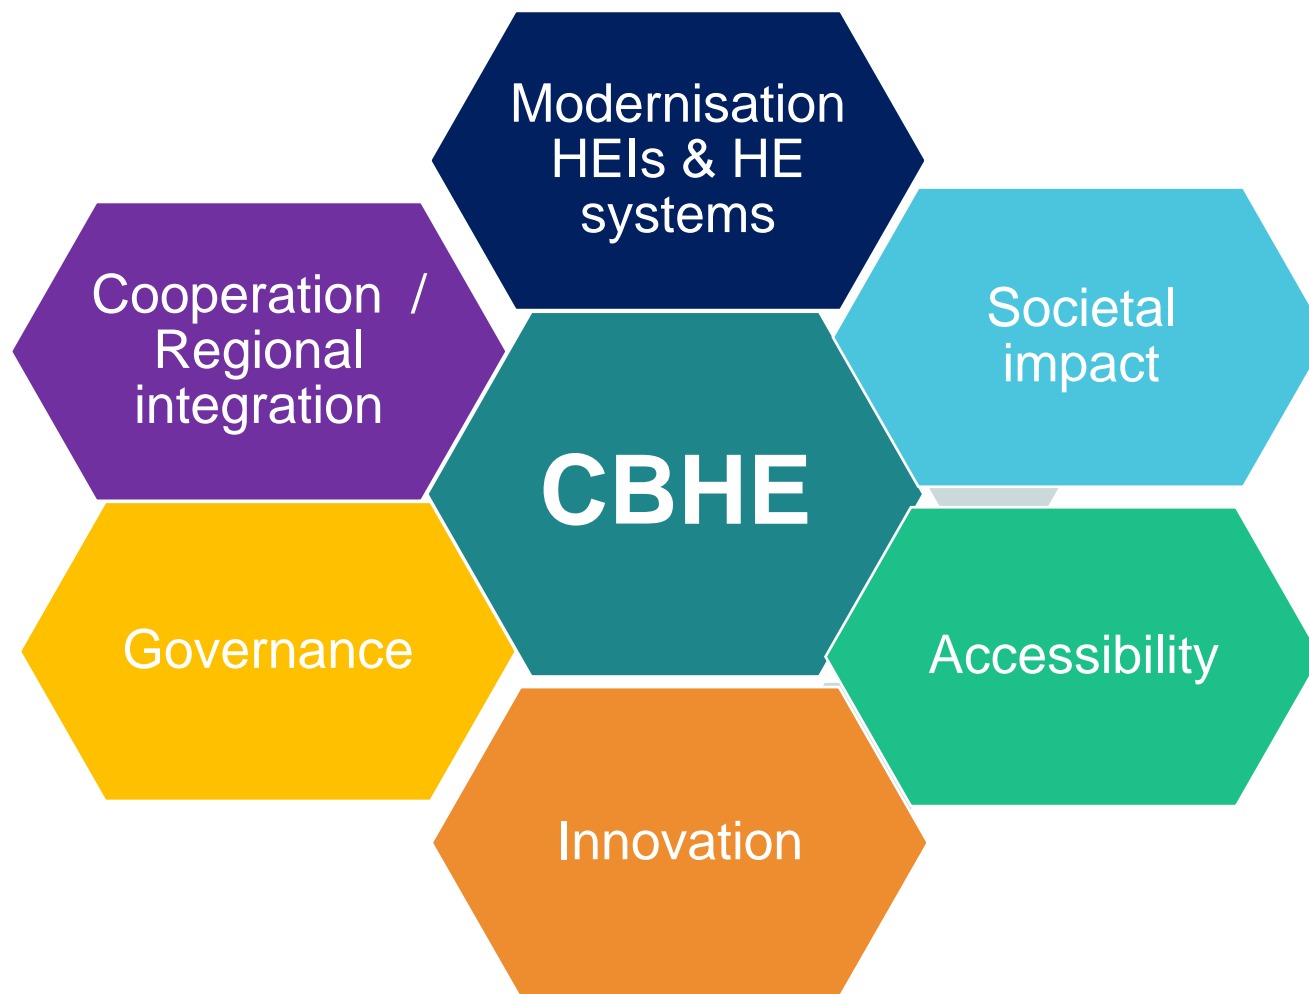 Modernisation
HEIs & HE
systems
Cooperation /
Regional
integration
Societal
impact
CBHE
Governance
Accessibility
Innovation